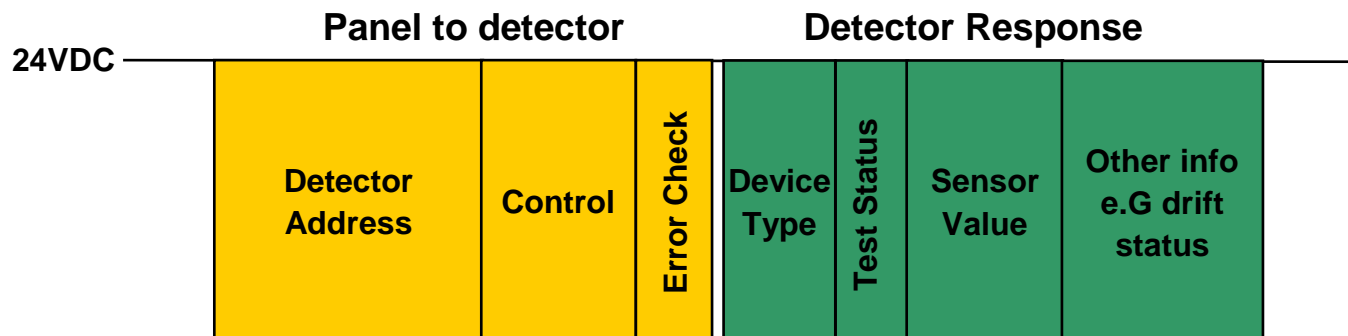 Panel to detector
Detector Response
24VDC
Detector
Address
Control
Error Check
Device
Type
Test Status
Sensor
Value
Other info
e.G drift
status